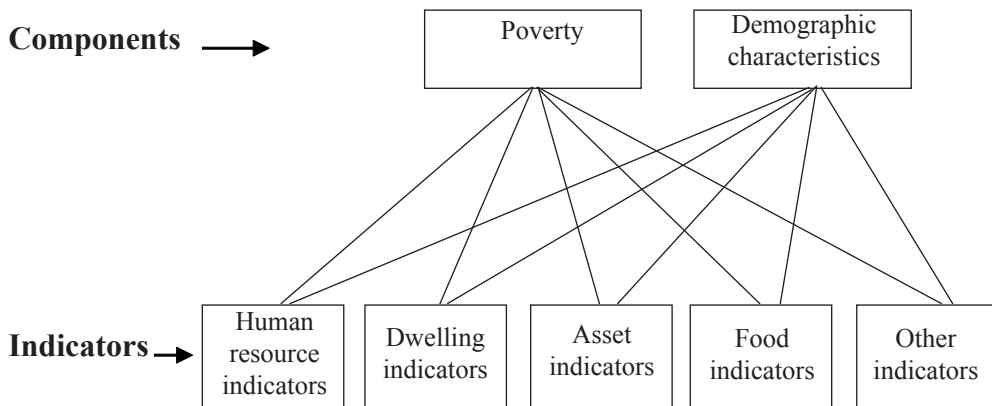 Components
Poverty
Demographic
characteristics
Indicators
Human
resource
indicators
Dwelling
indicators
Asset
indicators
Food
indicators
Other
indicators